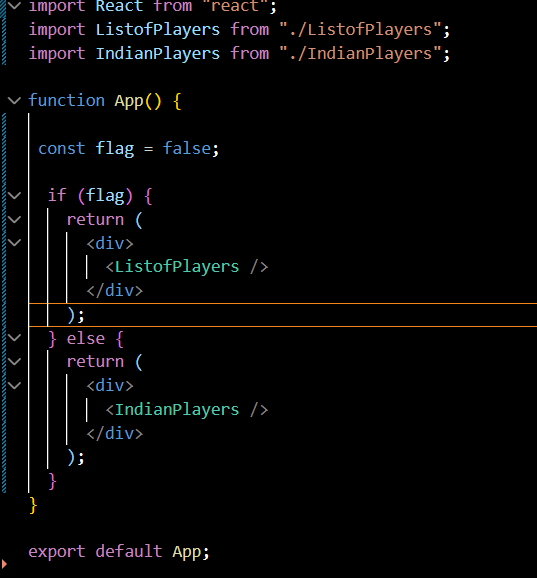 import React from "react";
import ListofPlayers from "./ListofPlayers";
import IndianPlayers from "./IndianPlayers";
function App() {
const flag = false;
if (flag) {
return (
<div>
<ListofPlayers />
</div>
);
} else {
return (
<div>
<IndianPlayers />
</div>
);
}
}
export default App;